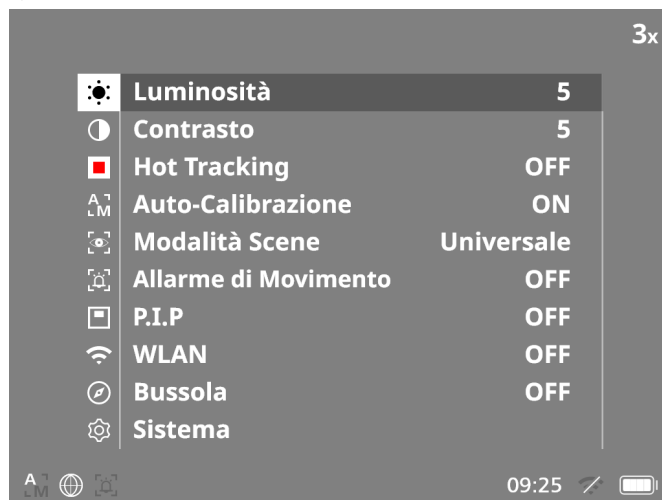 3x
Luminosità 5
Contrasto 5
Hot Tracking OFF
A M Auto-Calibrazione ON
Modalità Scene Universale
Allarme di Movimento OFF
P.I.P OFF
WLAN OFF
Bussola OFF
Sistema
A M 09:25